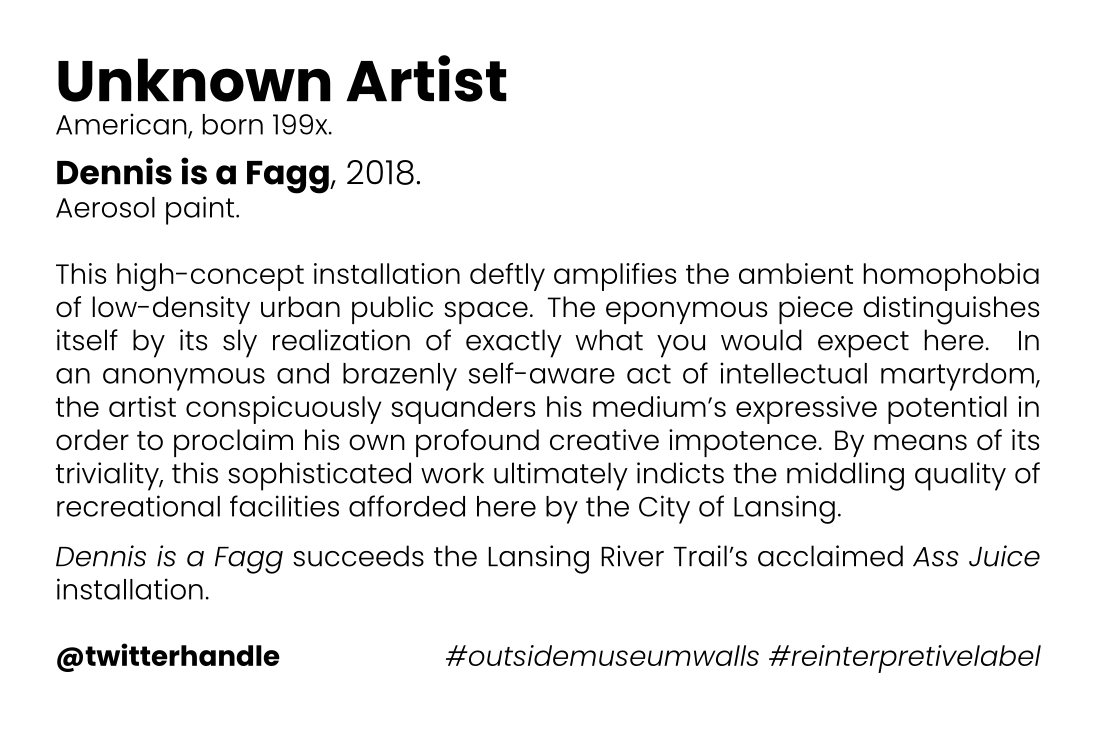 Unknown Artist
American, born 199x.
Dennis is a Fagg, 2018.
Aerosol paint.
This high-concept installation deftly amplifies the ambient homophobia
of low-density urban public space. The eponymous piece distinguishes
itself by its sly realization of exactly what you would expect here. In
an anonymous and brazenly self-aware act of intellectual martyrdom,
the artist conspicuously squanders his medium’s expressive potential in
order to proclaim his own profound creative impotence. By means of its
triviality, this sophisticated work ultimately indicts the middling quality of
recreational facilities afforded here by the City of Lansing.
Dennis is a Fagg succeeds the Lansing River Trail’s acclaimed Ass Juice
installation.
@twitterhandle #outsidemuseumwalls #reinterpretivelabel